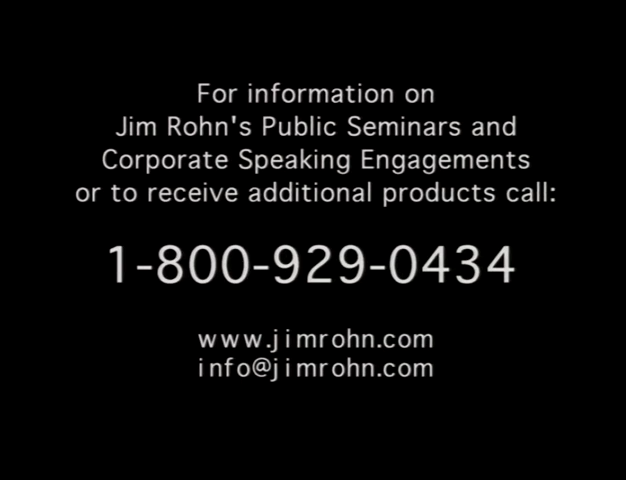 For information on
Jim Rohn's Public Seminars and
Corporate Speaking Engagements
or to receive additional products call:
1-800-929-0434
www.jimrohn.com
info@jimrohn.com